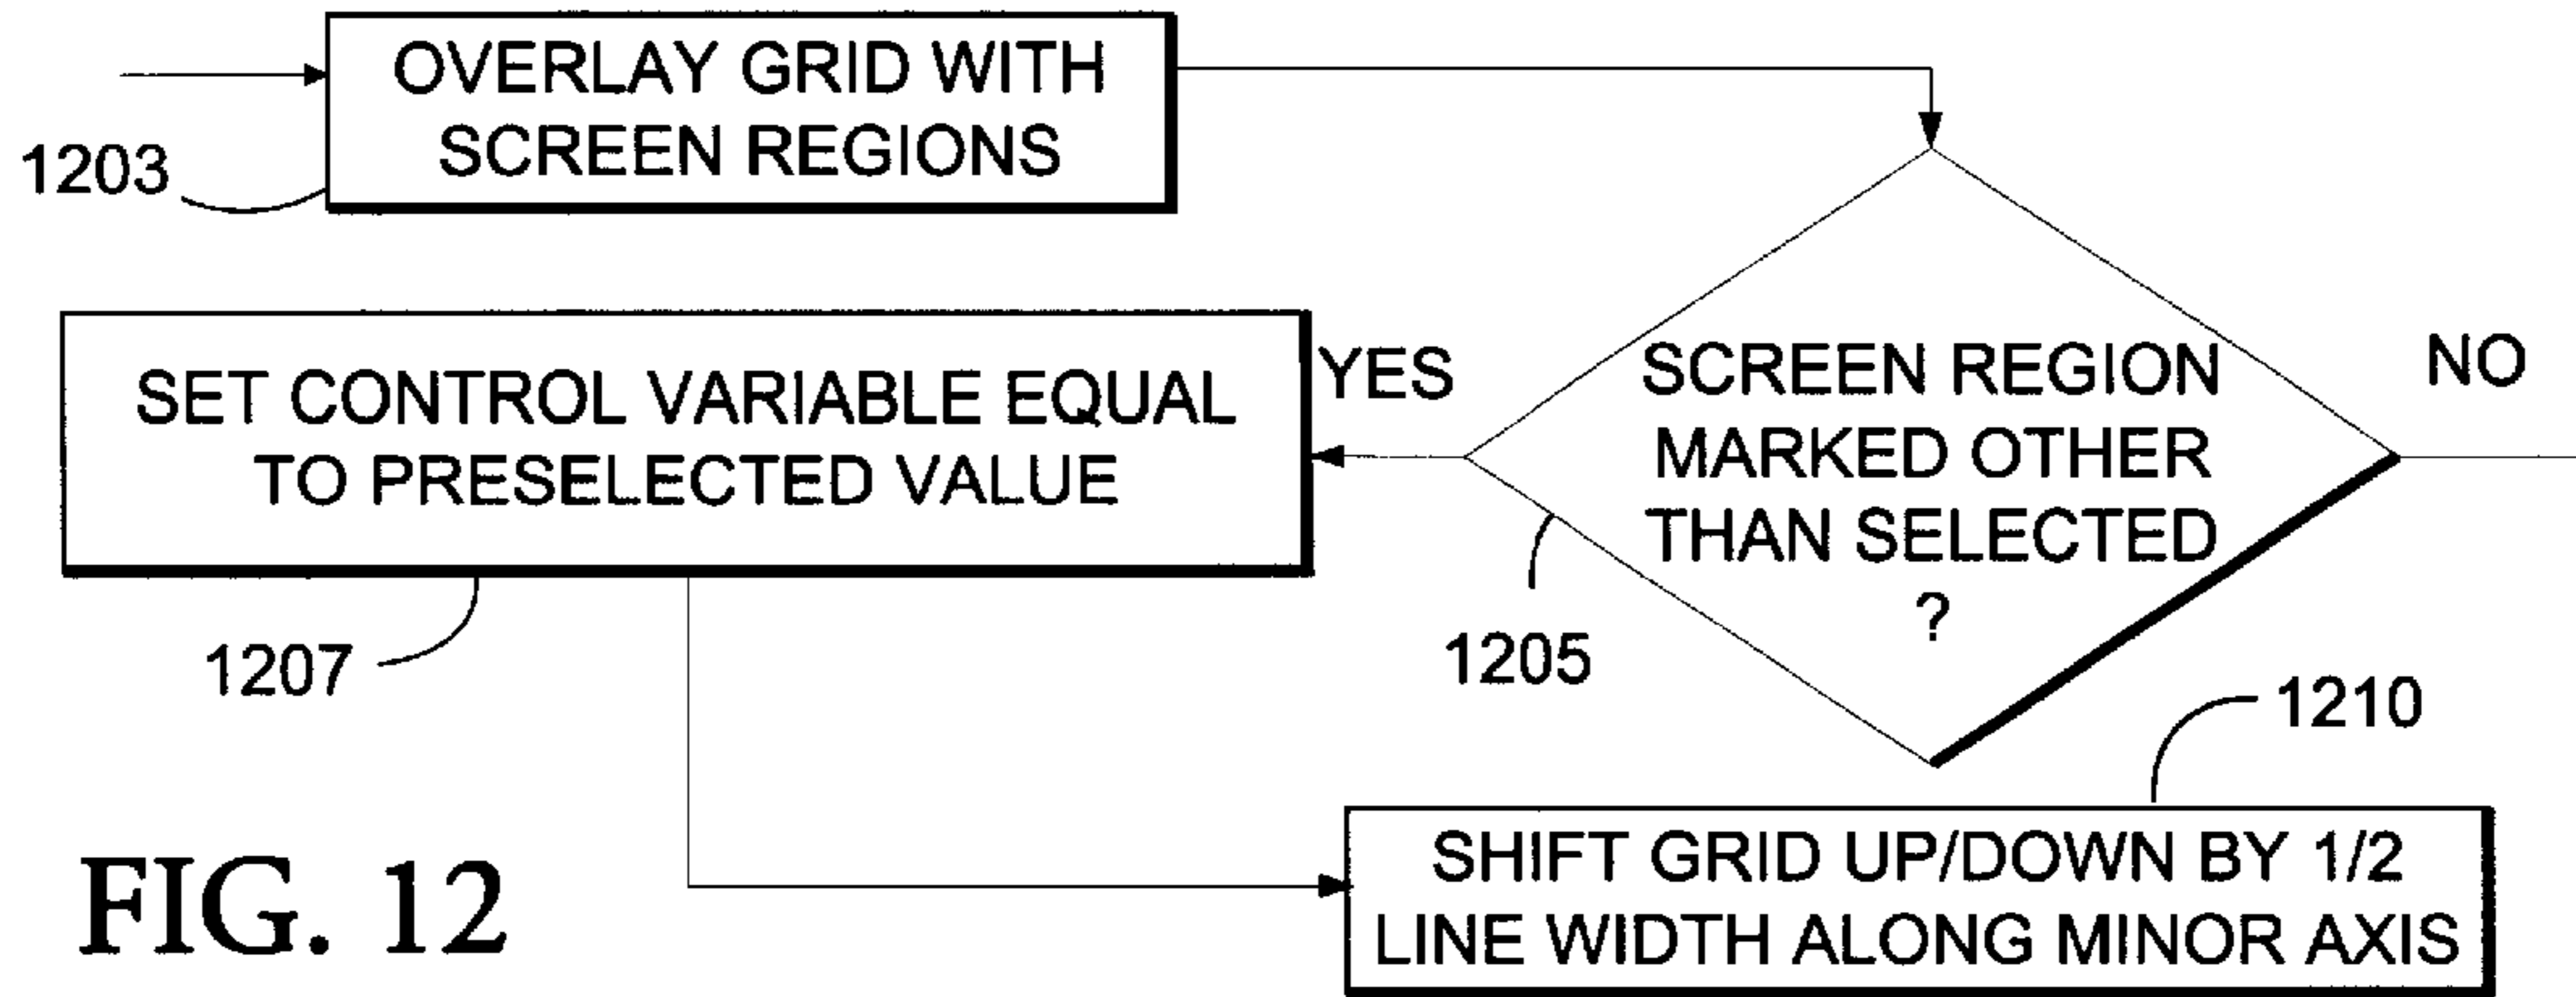 OVERLAY GRID WITH
SCREEN REGIONS
1203
SET CONTROL VARIABLE EQUAL
TO PRESELECTED VALUE
YES
SCREEN REGION
MARKED OTHER
THAN SELECTED
?
NO
1207
1205
1210
SHIFT GRID UP/DOWN BY 1/2
LINE WIDTH ALONG MINOR AXIS
FIG. 12